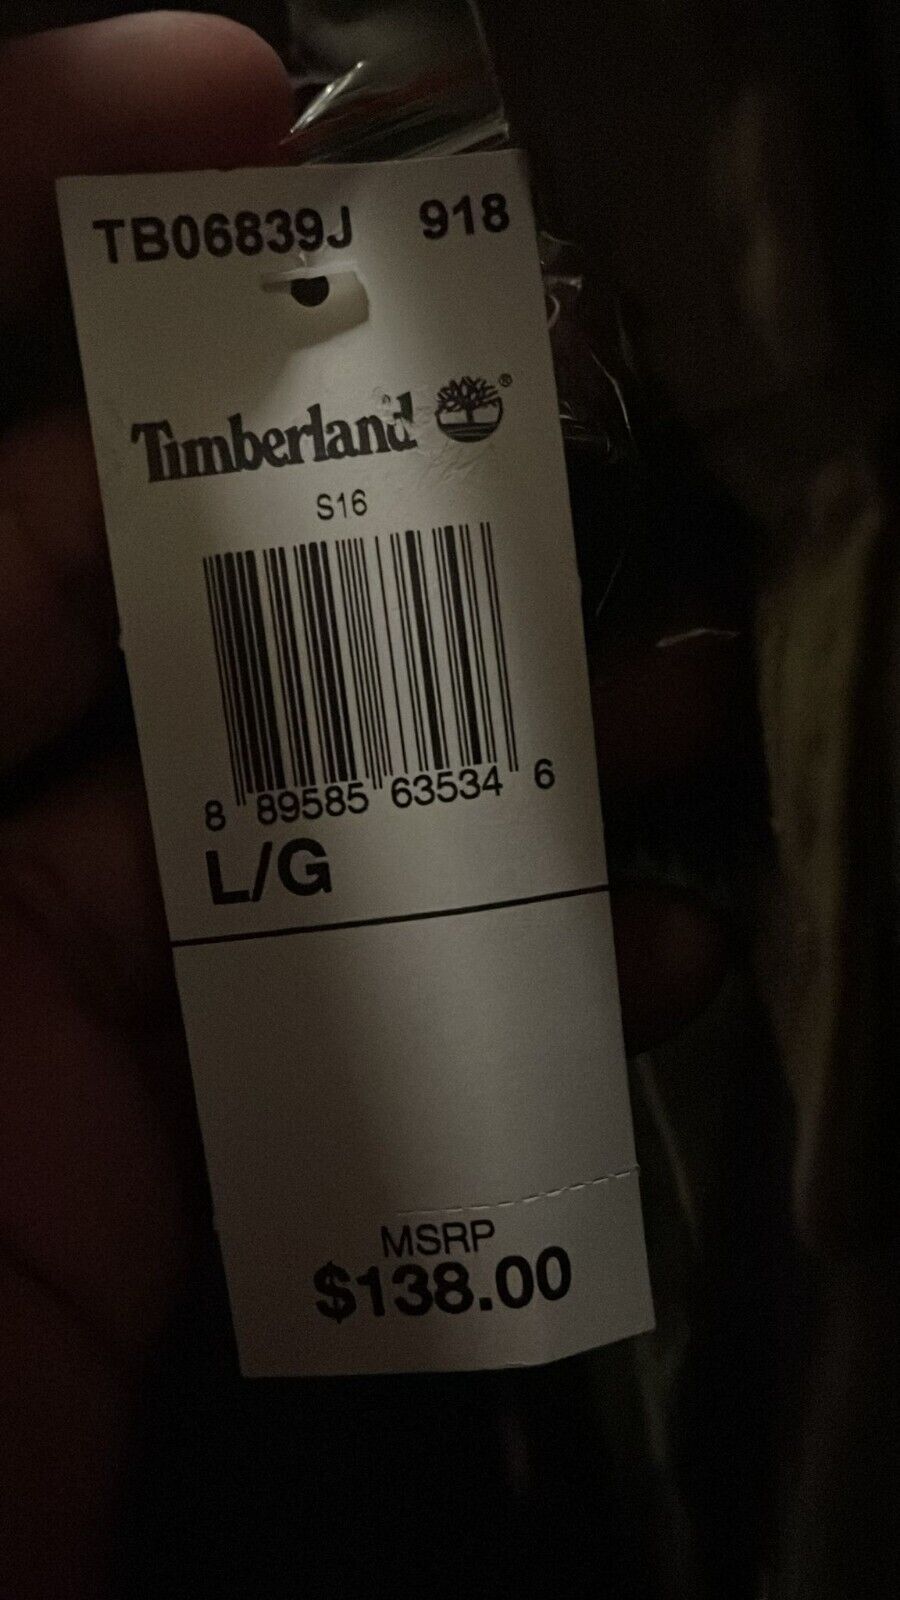 TB06839J 918
Timberland ®
S16
8 89585 63534 6
L/G
MSRP
$138.00